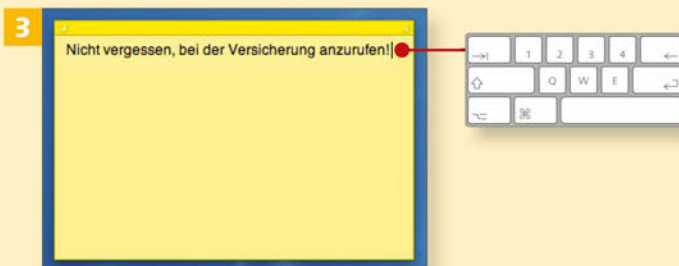 3
Nicht vergessen, bei der Versicherung anzurufen!
→| 1 2 3 4 ←
⇧ Q W E ↵
⌥ ⌘